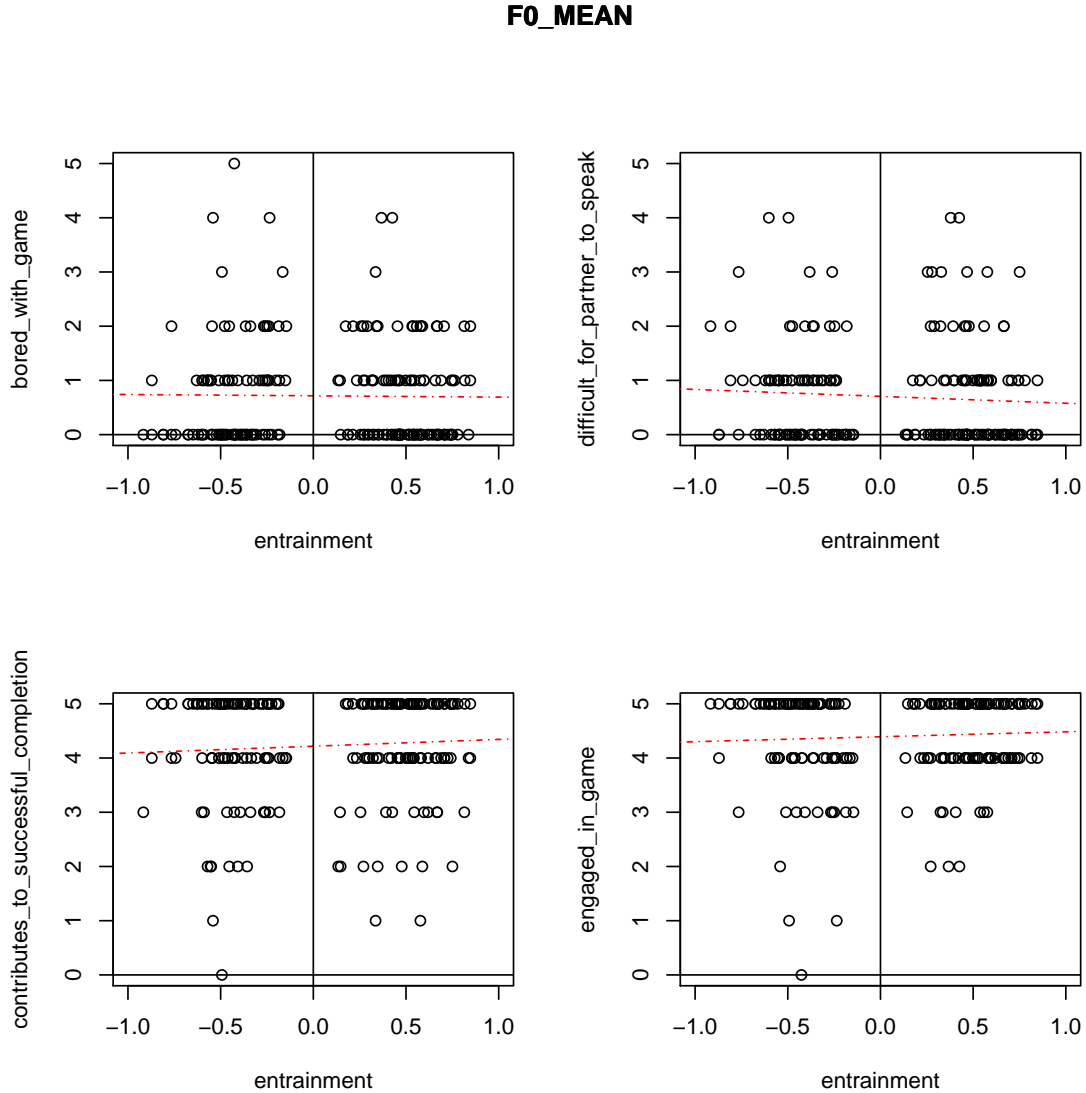 F0_MEAN
bored_with_game
5
4
3
2
1
0
−1.0 −0.5 0.0 0.5 1.0
entrainment
difficult_for_partner_to_speak
5
4
3
2
1
0
−1.0 −0.5 0.0 0.5 1.0
entrainment
contributes_to_successful_completion
5
4
3
2
1
0
−1.0 −0.5 0.0 0.5 1.0
entrainment
engaged_in_game
5
4
3
2
1
0
−1.0 −0.5 0.0 0.5 1.0
entrainment